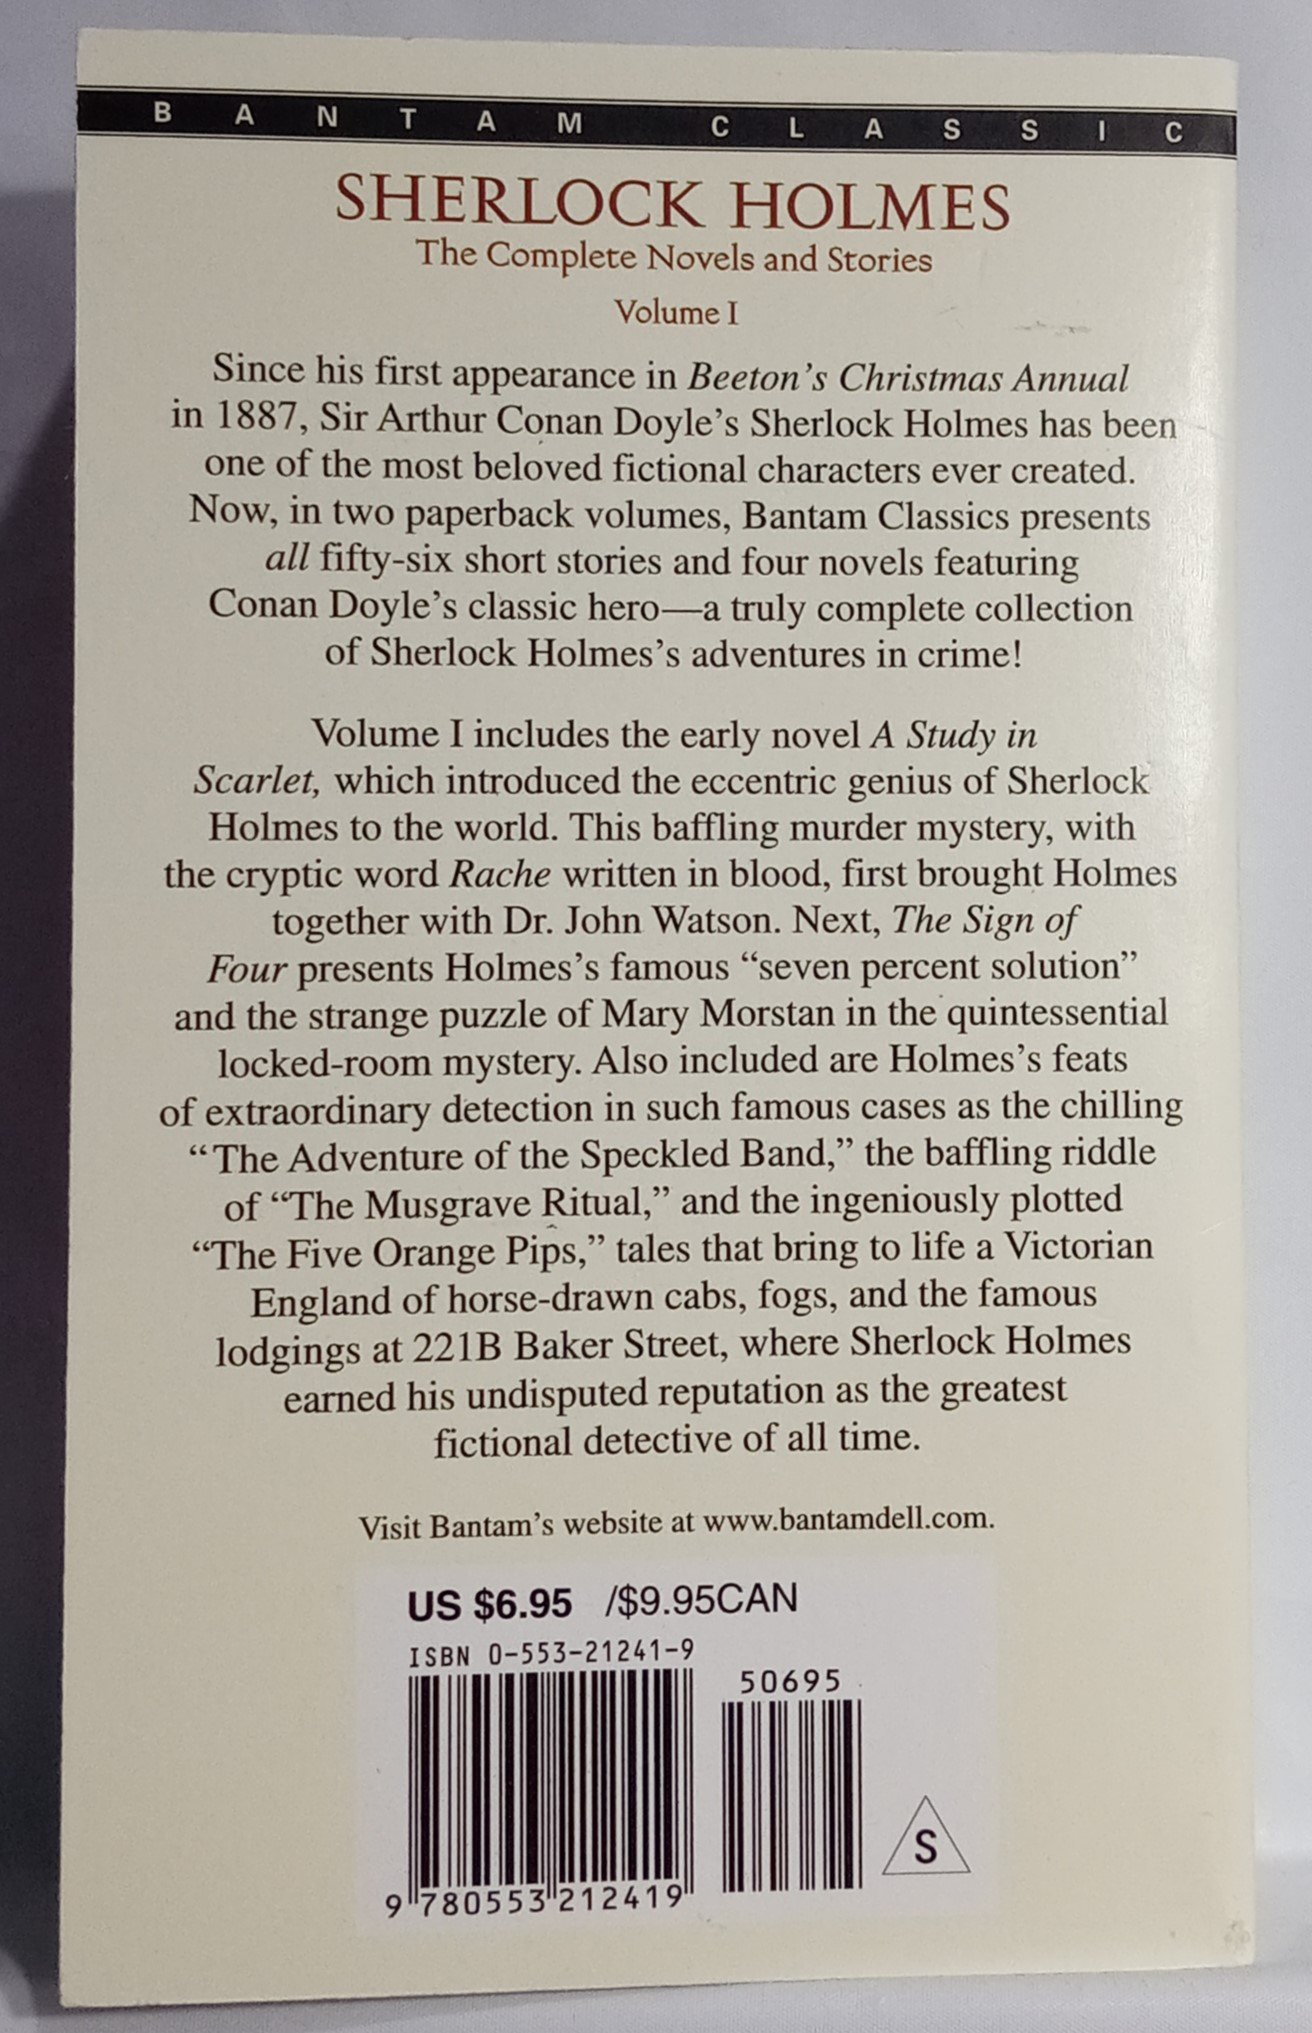 BANTAM CLASSIC
SHERLOCK HOLMES
The Complete Novels and Stories
Volume I
Since his first appearance in Beeton's Christmas Annual
in 1887, Sir Arthur Conan Doyle's Sherlock Holmes has been
one of the most beloved fictional characters ever created.
Now, in two paperback volumes, Bantam Classics presents
all fifty-six short stories and four novels featuring
Conan Doyle's classic hero—a truly complete collection
of Sherlock Holmes's adventures in crime!
Volume I includes the early novel A Study in
Scarlet, which introduced the eccentric genius of Sherlock
Holmes to the world. This baffling murder mystery, with
the cryptic word Rache written in blood, first brought Holmes
together with Dr. John Watson. Next, The Sign of
Four presents Holmes's famous “seven percent solution”
and the strange puzzle of Mary Morstan in the quintessential
locked-room mystery. Also included are Holmes's feats
of extraordinary detection in such famous cases as the chilling
“The Adventure of the Speckled Band,” the baffling riddle
of “The Musgrave Ritual,” and the ingeniously plotted
“The Five Orange Pips,” tales that bring to life a Victorian
England of horse-drawn cabs, fogs, and the famous
lodgings at 221B Baker Street, where Sherlock Holmes
earned his undisputed reputation as the greatest
fictional detective of all time.
Visit Bantam's website at www.bantamdell.com.
US $6.95 /$9.95CAN
ISBN 0-553-21241-9
50695
S
9 780553 212419